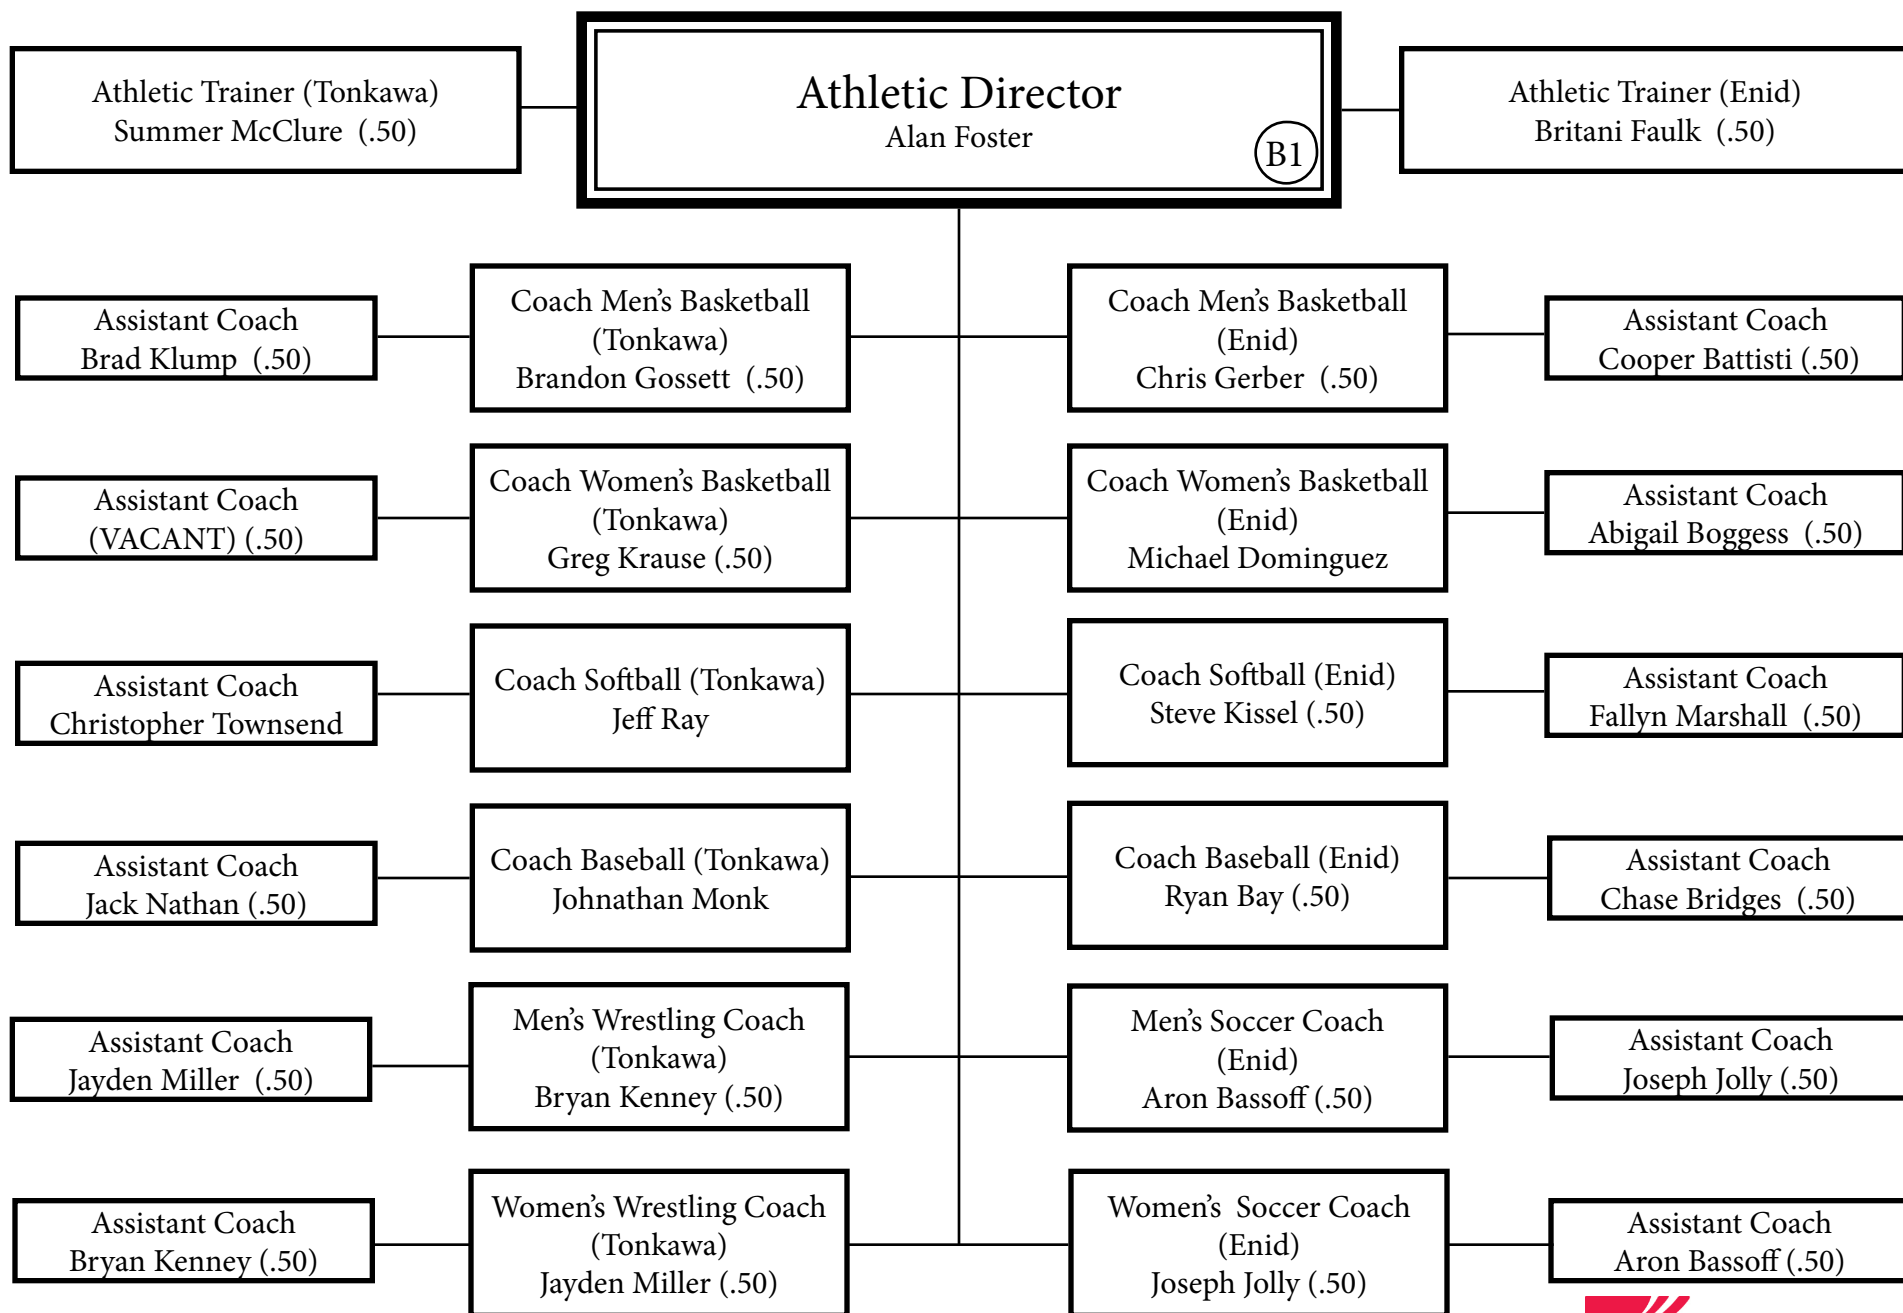 Athletic Trainer (Tonkawa)
Summer McClure (.50)
Athletic Director
Alan Foster
B1
Athletic Trainer (Enid)
Britani Faulk (.50)
Assistant Coach
Brad Klump (.50)
Coach Men's Basketball
(Tonkawa)
Brandon Gossett (.50)
Coach Men's Basketball
(Enid)
Chris Gerber (.50)
Assistant Coach
Cooper Battisti (.50)
Assistant Coach
(VACANT) (.50)
Coach Women's Basketball
(Tonkawa)
Greg Krause (.50)
Coach Women's Basketball
(Enid)
Michael Dominguez
Assistant Coach
Abigail Boggess (.50)
Assistant Coach
Christopher Townsend
Coach Softball (Tonkawa)
Jeff Ray
Coach Softball (Enid)
Steve Kissel (.50)
Assistant Coach
Fallyn Marshall (.50)
Assistant Coach
Jack Nathan (.50)
Coach Baseball (Tonkawa)
Johnathan Monk
Coach Baseball (Enid)
Ryan Bay (.50)
Assistant Coach
Chase Bridges (.50)
Assistant Coach
Jayden Miller (.50)
Men's Wrestling Coach
(Tonkawa)
Bryan Kenney (.50)
Men's Soccer Coach
(Enid)
Aron Bassoff (.50)
Assistant Coach
Joseph Jolly (.50)
Assistant Coach
Bryan Kenney (.50)
Women's Wrestling Coach
(Tonkawa)
Jayden Miller (.50)
Women's Soccer Coach
(Enid)
Joseph Jolly (.50)
Assistant Coach
Aron Bassoff (.50)